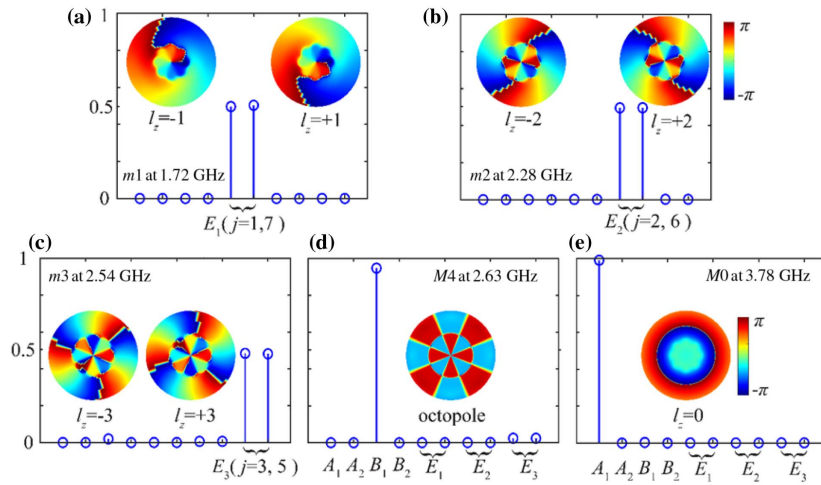 (a)
1
0.5
0
l_z=-1
l_z=+1
m1 at 1.72 GHz
E_1(j=1,7)
(b)
l_z=-2
l_z=+2
π
-π
m2 at 2.28 GHz
E_2(j=2, 6)
(c)
1
0.5
0
m3 at 2.54 GHz
l_z=-3
l_z=+3
E_3(j=3, 5)
(d)
M4 at 2.63 GHz
octopole
A_1 A_2 B_1 B_2 E_1 E_2 E_3
(e)
M0 at 3.78 GHz
π
-π
l_z=0
A_1 A_2 B_1 B_2 E_1 E_2 E_3